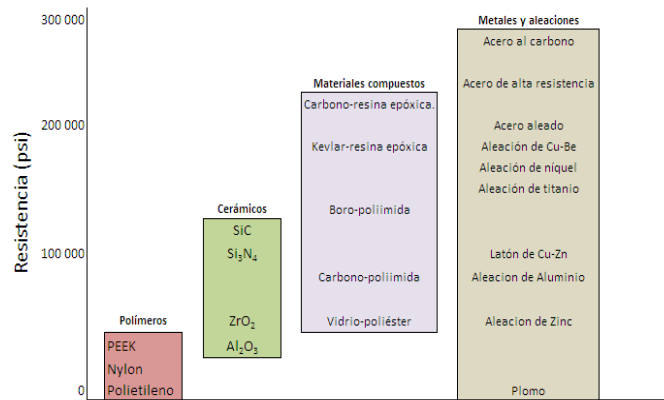 Resistencia (psi)
300 000
200 000
100 000
0
Polímeros
PEEK
Nylon
Polietileno
Cerámicos
SiC
Si₃N₄
ZrO₂
Al₂O₃
Materiales compuestos
Carbono-resina epóxica.
Kevlar-resina epóxica
Boro-poliimida
Carbono-poliimida
Vidrio-poliéster
Metales y aleaciones
Acero al carbono
Acero de alta resistencia
Acero aleado
Aleación de Cu-Be
Aleación de níquel
Aleación de titanio
Latón de Cu-Zn
Aleacion de Aluminio
Aleacion de Zinc
Plomo